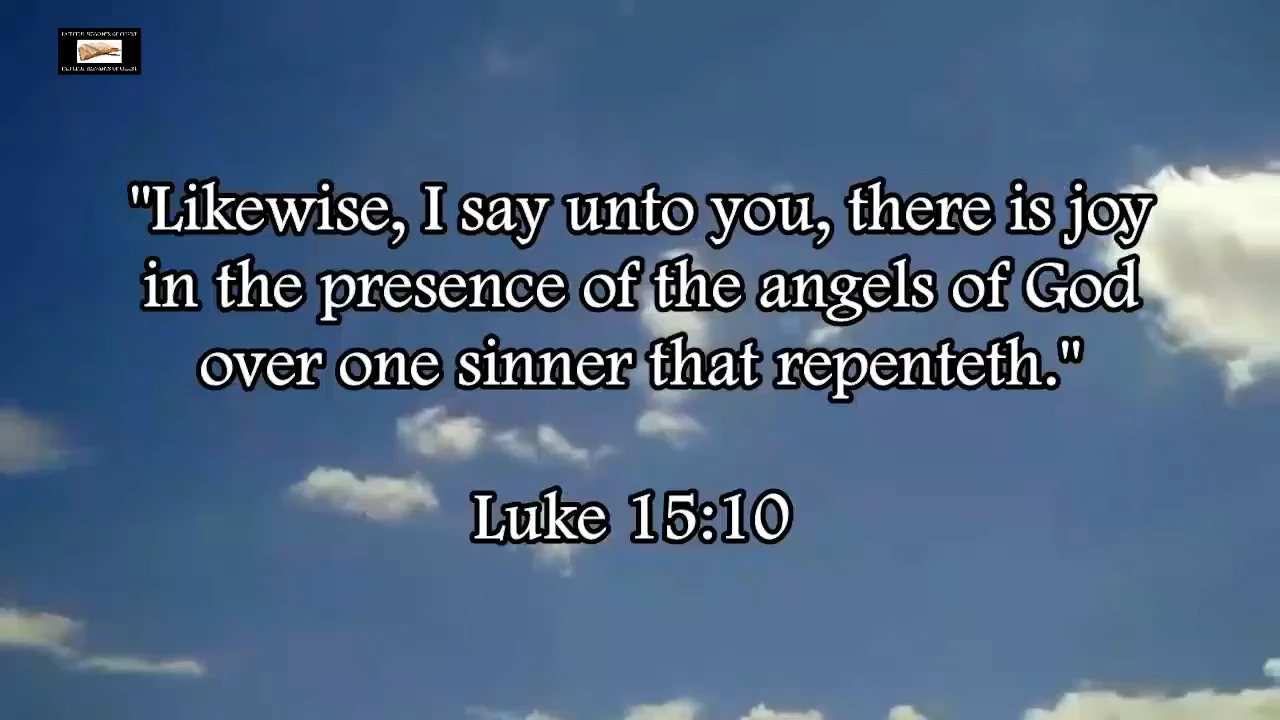 "Likewise, I say unto you, there is joy
in the presence of the angels of God
over one sinner that repenteth."
Luke 15:10